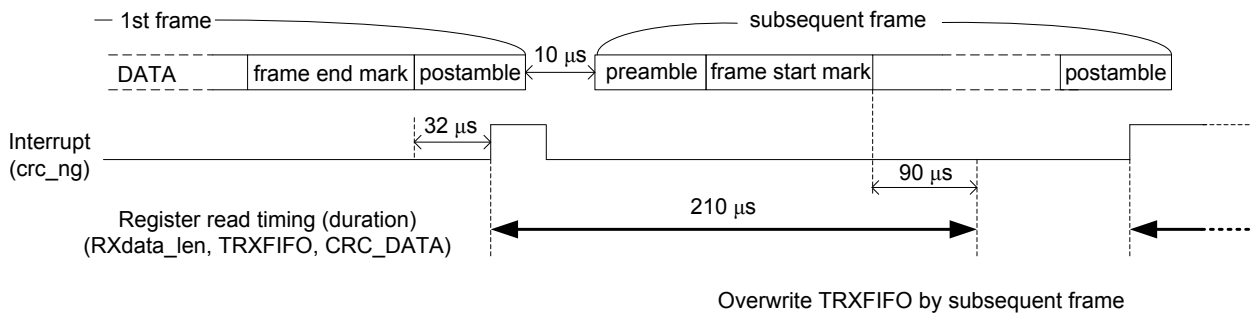 1st frame
subsequent frame
10 μs
DATA
frame end mark
postamble
preamble
frame start mark
postamble
32 μs
Interrupt
(crc_ng)
90 μs
210 μs
Register read timing (duration)
(RXdata_len, TRXFIFO, CRC_DATA)
Overwrite TRXFIFO by subsequent frame